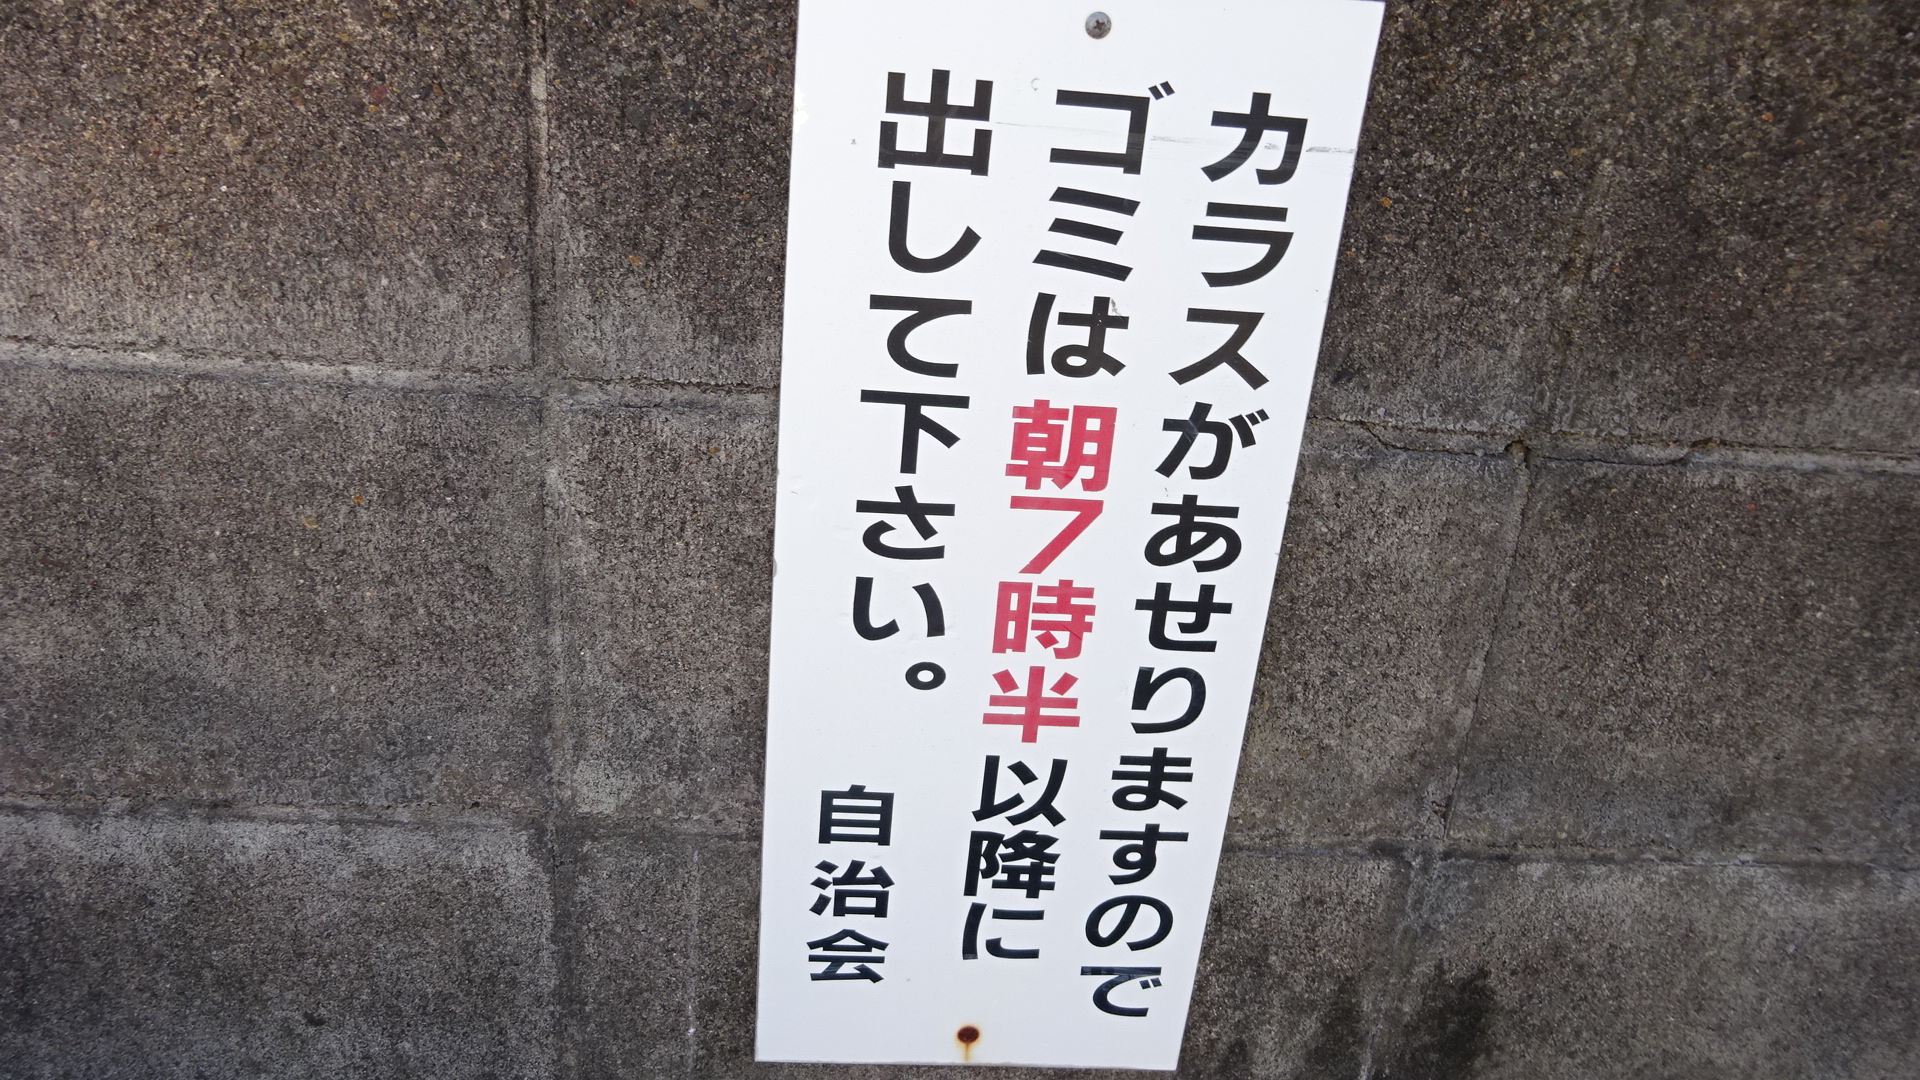 カラスがあせりますので
ゴミは朝7時半以降に
出して下さい。
自治会